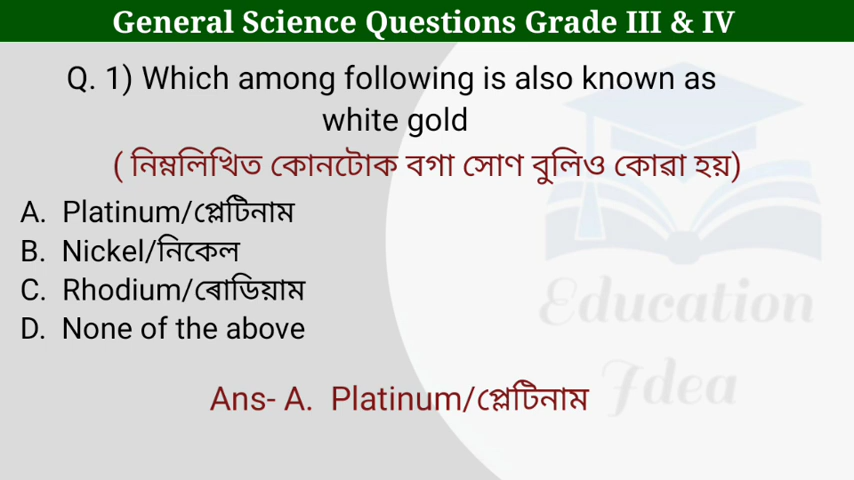 General Science Questions Grade III & IV
Q. 1) Which among following is also known as
white gold
( নিম্নলিখিত কোনটোক বগা সোণ বুলিও কোৱা হয়)
A. Platinum/প্লেটিনাম
B. Nickel/নিকেল
C. Rhodium/ৰোডিয়াম
D. None of the above
Education
Idea
Ans- A. Platinum/প্লেটিনাম